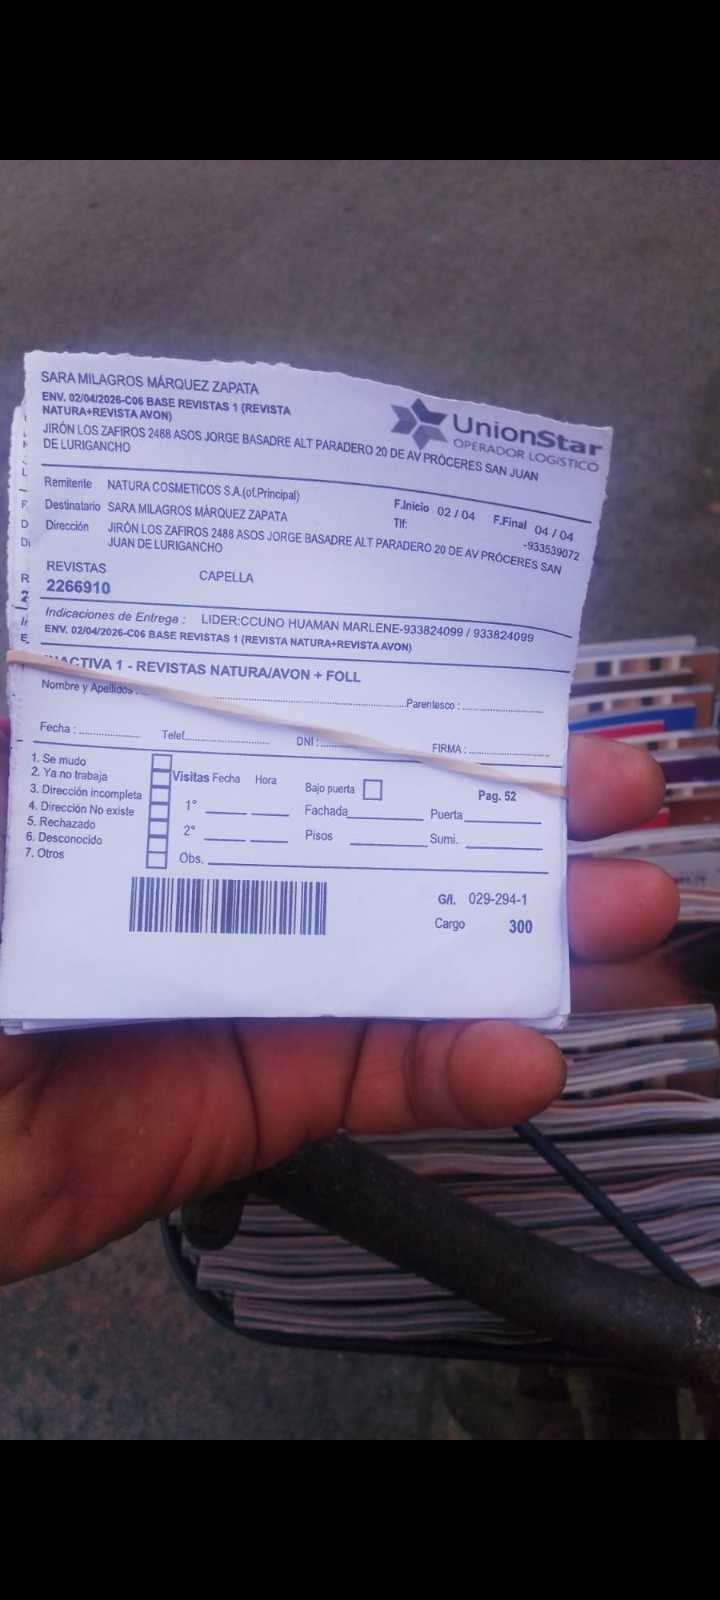 SARA MILAGROS MÁRQUEZ ZAPATA
ENV. 02/04/2026-C06 BASE REVISTAS 1 (REVISTA
NATURA+REVISTA AVON)
JIRÓN LOS ZAFIROS 2488 ASOS JORGE BASADRE ALT PARADERO 20 DE AV PRÓCERES SAN JUAN
DE LURIGANCHO
UnionStar
OPERADOR LOGÍSTICO
Remitente NATURA COSMETICOS S.A.(of.Principal)
F.Inicio 02 / 04 F.Final 04 / 04
Destinatario SARA MILAGROS MÁRQUEZ ZAPATA
Tlf: -933539072
Dirección JIRÓN LOS ZAFIROS 2488 ASOS JORGE BASADRE ALT PARADERO 20 DE AV PRÓCERES SAN
JUAN DE LURIGANCHO
REVISTAS CAPELLA
2266910
Indicaciones de Entrega : LIDER:CCUNO HUAMAN MARLENE-933824099 / 933824099
ENV. 02/04/2026-C06 BASE REVISTAS 1 (REVISTA NATURA+REVISTA AVON)
1 - REVISTAS NATURA/AVON + FOLL
Nombre y Apellidos : Parentesco :
Fecha : Telef. DNI : FIRMA :
1. Se mudo
2. Ya no trabaja
3. Dirección incompleta
4. Dirección No existe
5. Rechazado
6. Desconocido
7. Otros
Visitas Fecha Hora Bajo puerta Pag. 52
1° Fachada Puerta
2° Pisos Sumi.
Obs.
G/I. 029-294-1
Cargo 300